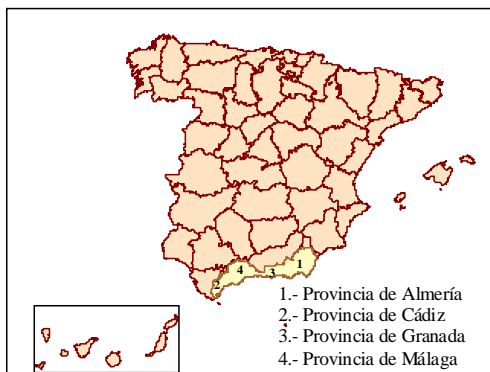 1
4
3
2
1.- Provincia de Almería
2.- Provincia de Cádiz
3.- Provincia de Granada
4.- Provincia de Málaga